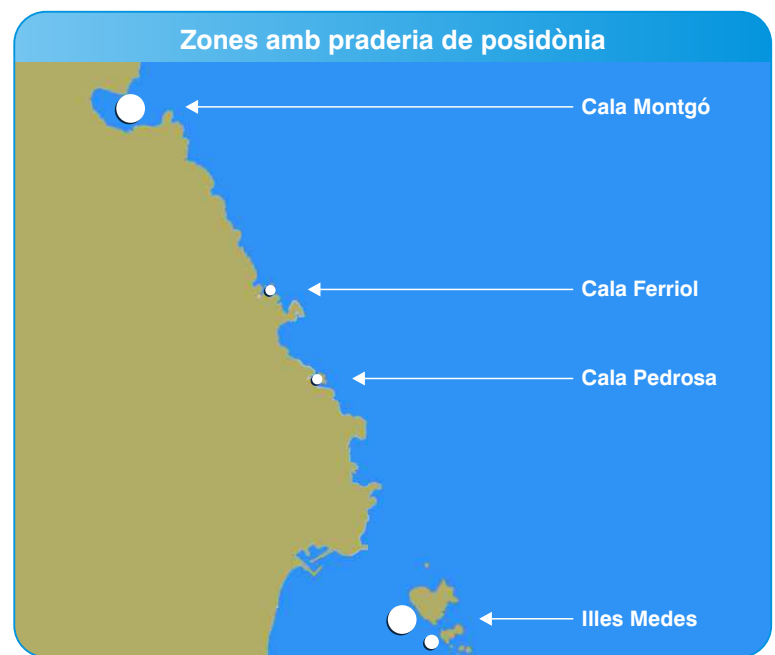 Zones amb praderia de posidònia
Cala Montgó
Cala Ferriol
Cala Pedrosa
Illes Medes